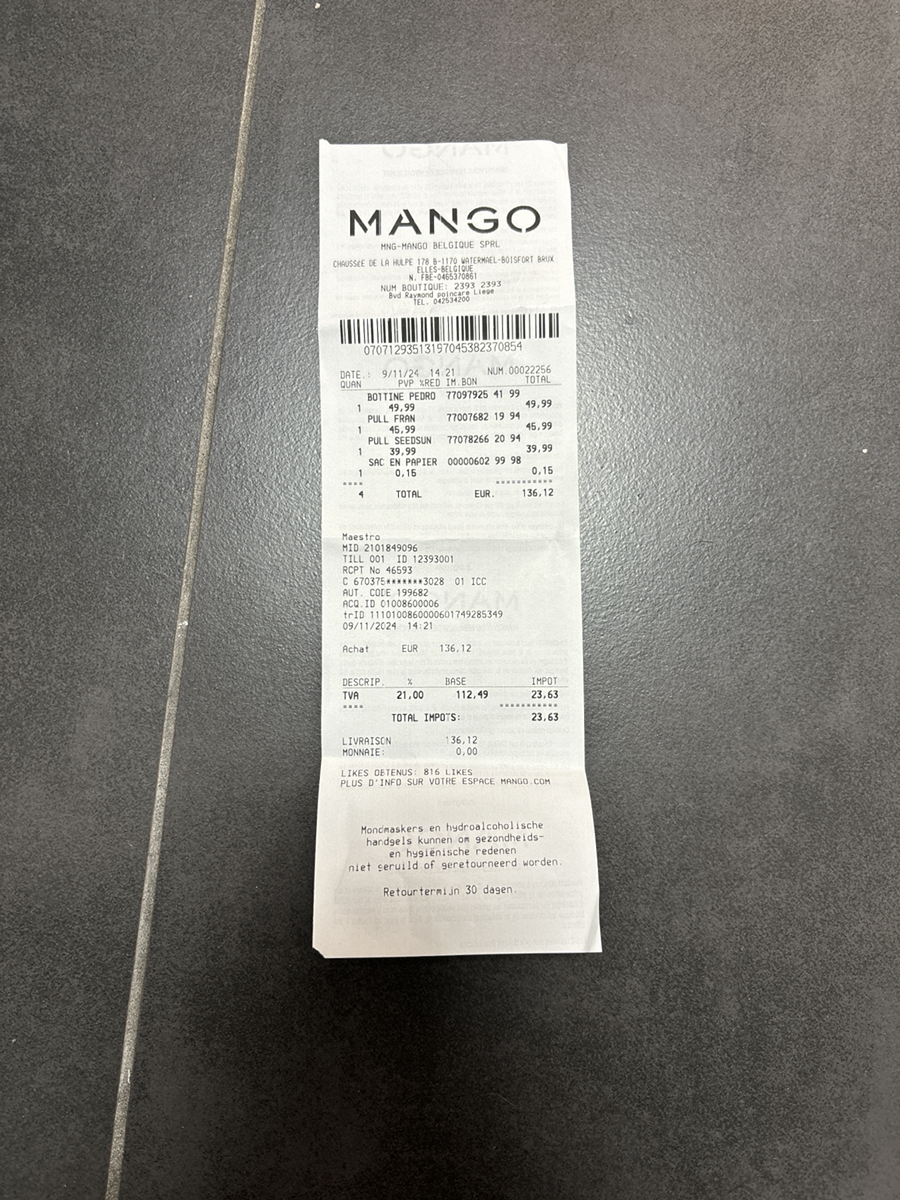 MANGO
MNG-MANGO BELGIQUE SPRL
CHAUSSéE DE LA HULPE 178 B-1170 WATERMAEL-BOISFORT BRUX
ELLES-BELGIQUE
N. FBE-0465370861
NUM BOUTIQUE: 2393 2393
Bvd Raymond poincare Liege
TEL. 042534200
07071293513197045382370854
DATE.: 9/11/24 14:21 NUM.00022256
QUAN PVP %RED IM.BON TOTAL
BOTTINE PEDRO 77097925 41 99
1 49,99 49,99
PULL FRAN 77007682 19 94
1 45,99 45,99
PULL SEEDSUN 77078266 20 94
1 39,99 39,99
SAC EN PAPIER 00000602 99 98
1 0,15 0,15
==== ===========
4 TOTAL EUR. 136,12
Maestro
MID 2101849096
TILL 001 ID 12393001
RCPT No 46593
C 670375*******3028 01 ICC
AUT. CODE 199682
ACQ.ID 01008600006
trID 1110100860000601749285349
09/11/2024 14:21
Achat EUR 136,12
DESCRIP. % BASE IMPOT
TVA 21,00 112,49 23,63
==== ===========
TOTAL IMPOTS: 23,63
LIVRAISON 136,12
MONNAIE: 0,00
LIKES OBTENUS: 816 LIKES
PLUS D'INFO SUR VOTRE ESPACE MANGO.COM
Mondmaskers en hydroalcoholische
handgels kunnen om gezondheids-
en hygiënische redenen
niet geruild of geretourneerd worden.
Retourtermijn 30 dagen.